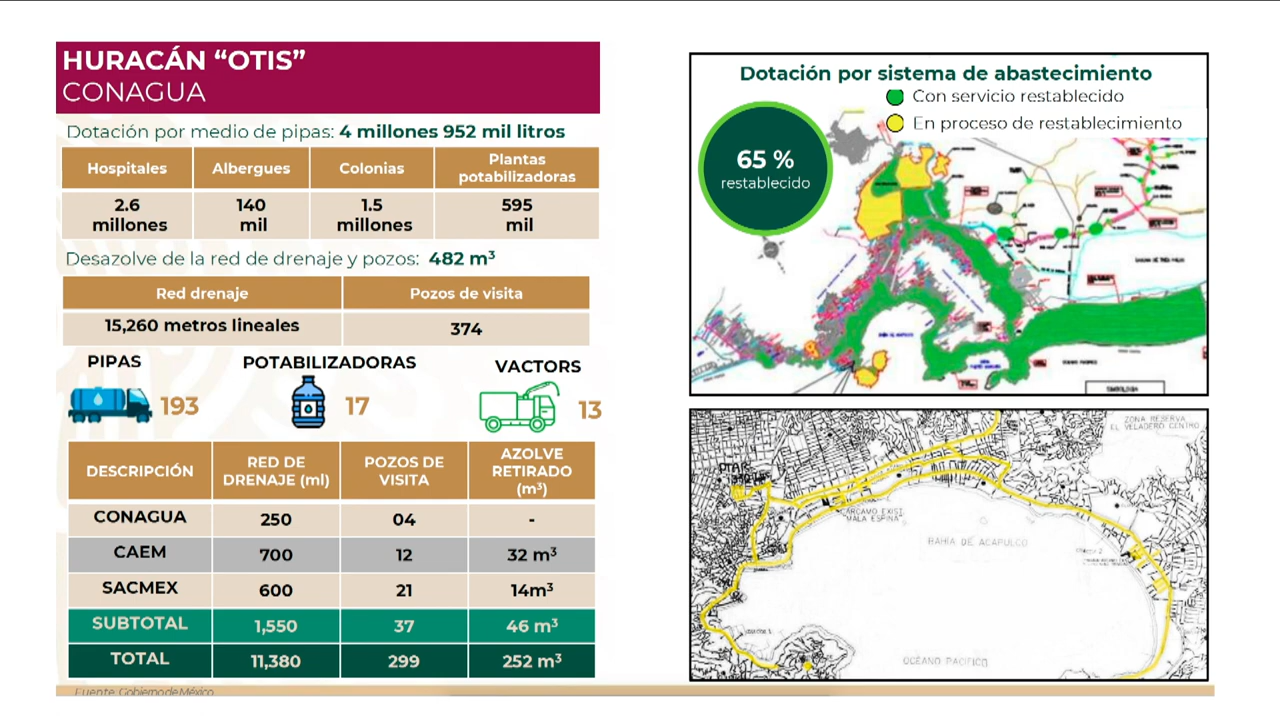 HURACÁN “OTIS”
CONAGUA
Dotación por medio de pipas: 4 millones 952 mil litros
Hospitales Albergues Colonias Plantas potabilizadoras
2.6 millones 140 mil 1.5 millones 595 mil
Desazolve de la red de drenaje y pozos: 482 m³
Red drenaje Pozos de visita
15,260 metros lineales 374
PIPAS POTABILIZADORAS VACTORS
193 17 13
DESCRIPCIÓN RED DE DRENAJE (ml) POZOS DE VISITA AZOLVE RETIRADO (m³)
CONAGUA 250 04 -
CAEM 700 12 32 m³
SACMEX 600 21 14m³
SUBTOTAL 1,550 37 46 m³
TOTAL 11,380 299 252 m³
Fuente: Gobierno de México
Dotación por sistema de abastecimiento
Con servicio restablecido
En proceso de restablecimiento
65 %
restablecido
SIMBOLOGIA
ZONA RESERVA
EL VELADERO CENTRO
PTAR
CARCAMO EXIST
MALA ESPINA
BAHIA DE ACAPULCO
OCEANO PACIFICO